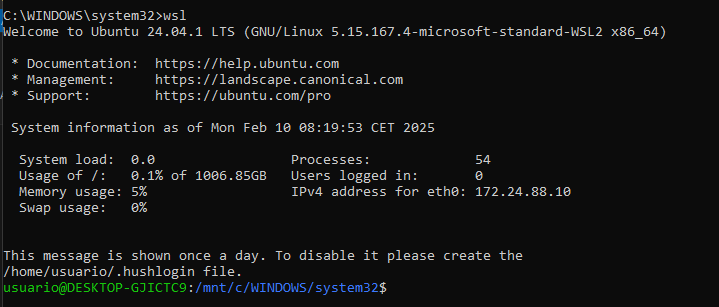 C:\WINDOWS\system32>wsl
Welcome to Ubuntu 24.04.1 LTS (GNU/Linux 5.15.167.4-microsoft-standard-WSL2 x86_64)
* Documentation:  https://help.ubuntu.com
* Management:     https://landscape.canonical.com
* Support:        https://ubuntu.com/pro
System information as of Mon Feb 10 08:19:53 CET 2025
System load:  0.0                 Processes:             54
Usage of /:   0.1% of 1006.85GB   Users logged in:       0
Memory usage: 5%                  IPv4 address for eth0: 172.24.88.10
Swap usage:   0%
This message is shown once a day. To disable it please create the
/home/usuario/.hushlogin file.
usuario@DESKTOP-GJICTC9:/mnt/c/WINDOWS/system32$